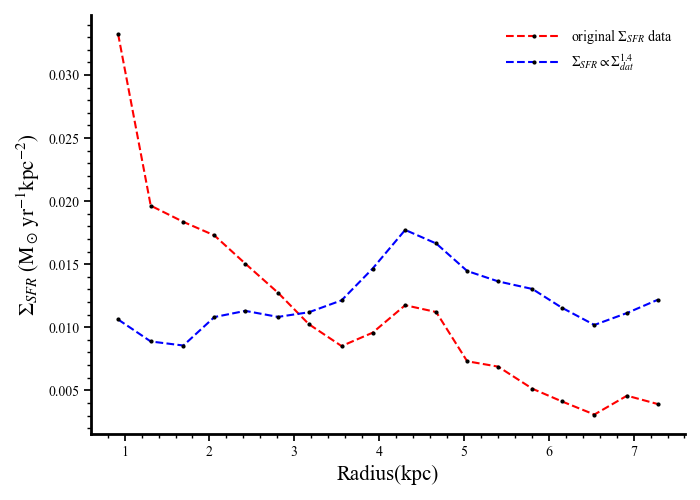 original Σ_SFR data
Σ_SFR ∝ Σ_dat^1.4
0.030
0.025
0.020
0.015
0.010
0.005
Σ_SFR (M_⊙ yr^−1 kpc^−2)
1 2 3 4 5 6 7
Radius(kpc)